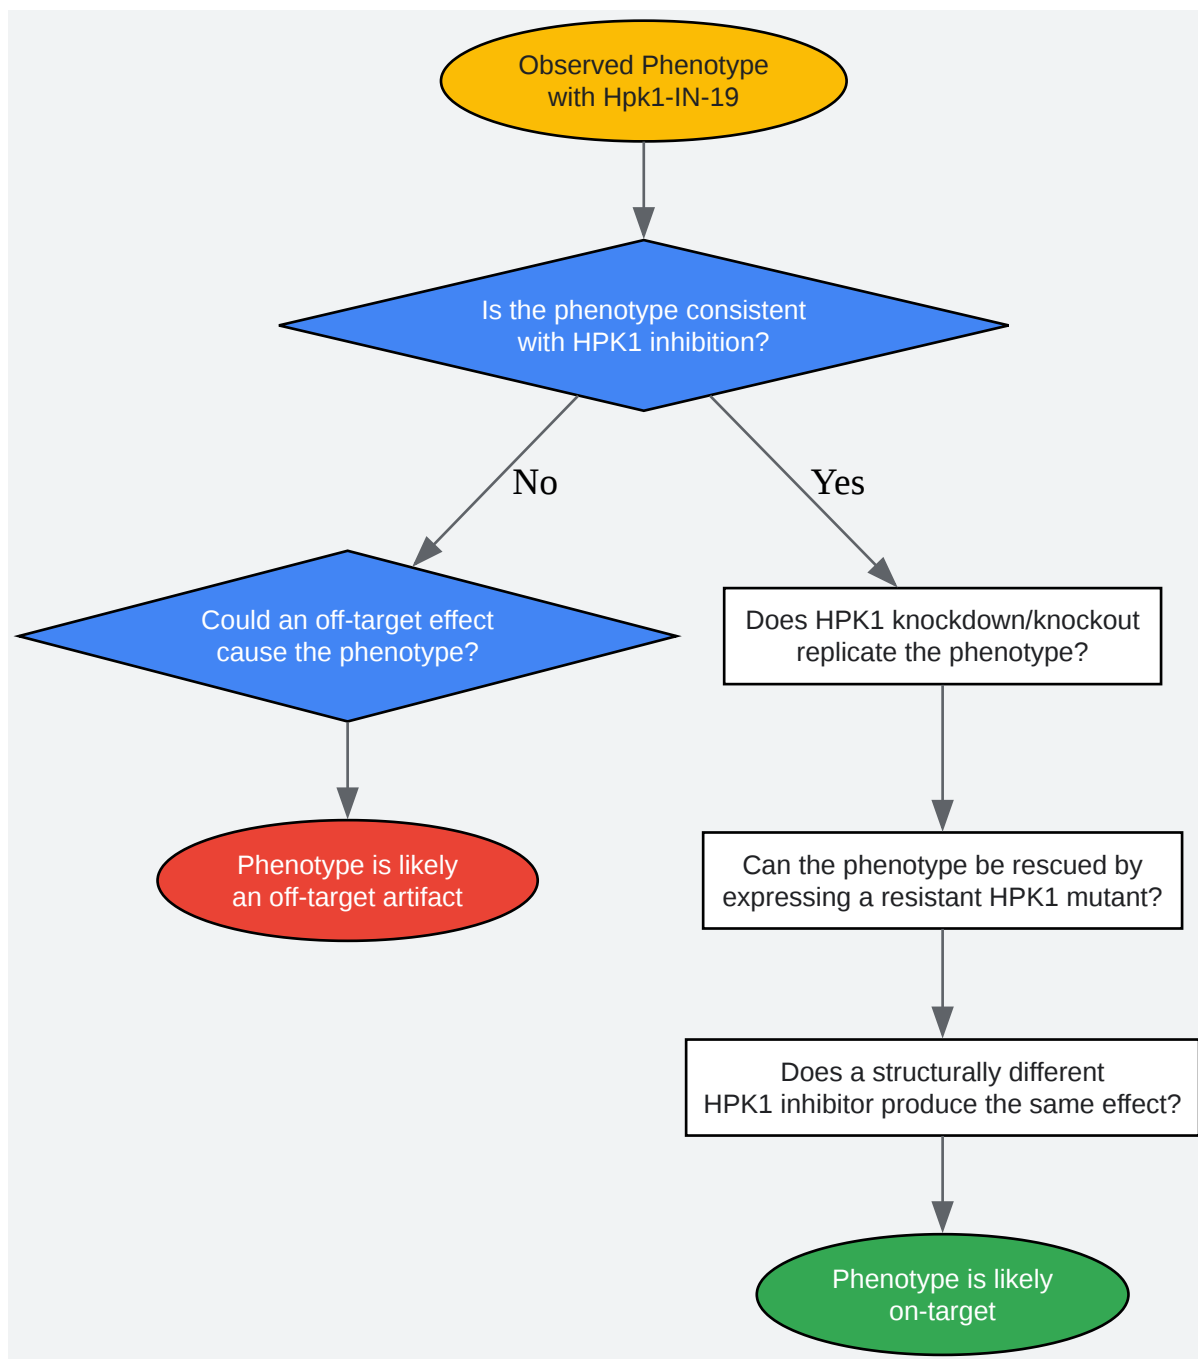 Observed Phenotype
with Hpk1-IN-19
Is the phenotype consistent
with HPK1 inhibition?
No
Yes
Could an off-target effect
cause the phenotype?
Does HPK1 knockdown/knockout
replicate the phenotype?
Phenotype is likely
an off-target artifact
Can the phenotype be rescued by
expressing a resistant HPK1 mutant?
Does a structurally different
HPK1 inhibitor produce the same effect?
Phenotype is likely
on-target